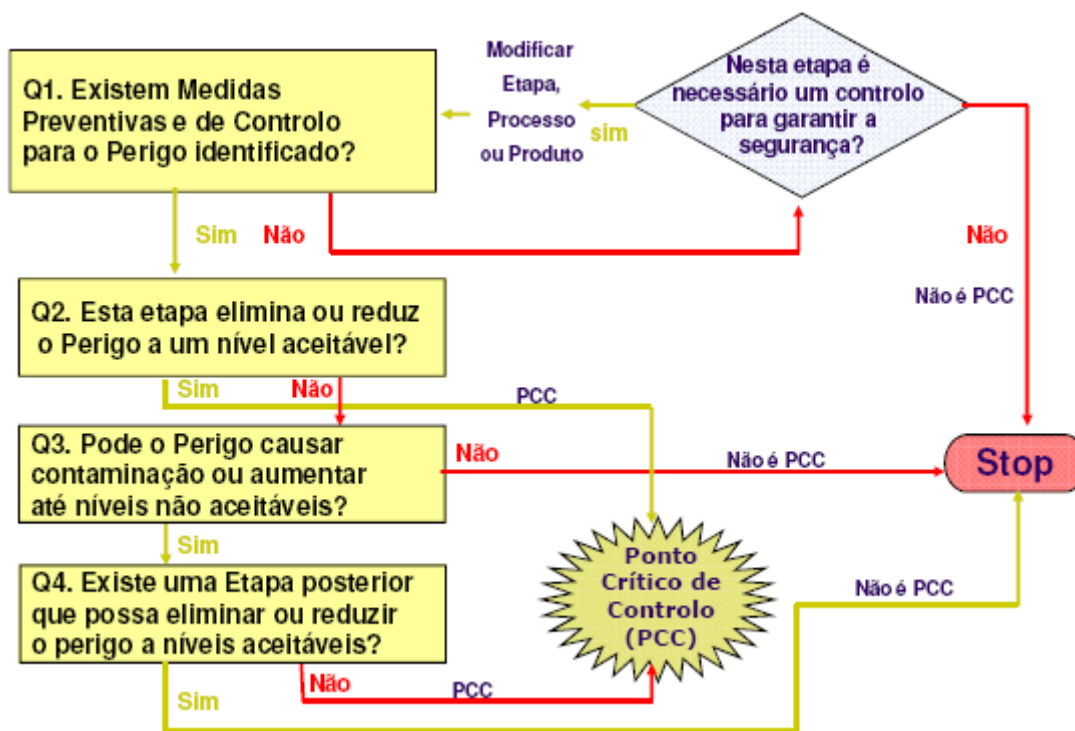 Q1. Existem Medidas
Preventivas e de Controlo
para o Perigo identificado?
Modificar
Etapa,
Processo
ou Produto
sim
Nesta etapa é
necessário um controlo
para garantir a
segurança?
Sim
Não
Não
Não é PCC
Q2. Esta etapa elimina ou reduz
o Perigo a um nível aceitável?
Sim
Não
PCC
Q3. Pode o Perigo causar
contaminação ou aumentar
até níveis não aceitáveis?
Não
Não é PCC
Stop
Sim
Q4. Existe uma Etapa posterior
que possa eliminar ou reduzir
o perigo a níveis aceitáveis?
Ponto
Crítico de
Controlo
(PCC)
Não é PCC
Sim
Não
PCC